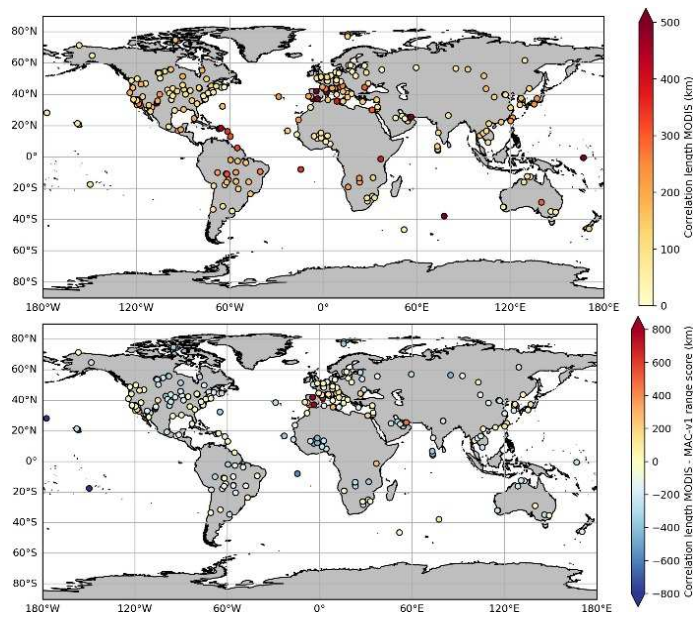 80°N
60°N
40°N
20°N
0°
20°S
40°S
60°S
80°S
180°W 120°W 60°W 0° 60°E 120°E 180°E
500
400
300
200
100
0
Correlation length MODIS (km)
80°N
60°N
40°N
20°N
0°
20°S
40°S
60°S
80°S
180°W 120°W 60°W 0° 60°E 120°E 180°E
800
600
400
200
0
−200
−400
−600
−800
Correlation length MODIS - MAC-v1 range score (km)